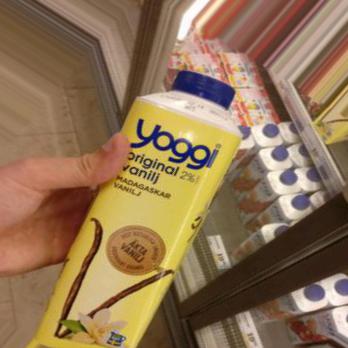 Yoggi
original
vanilj 2%
MADAGASKAR
VANILJ
ÄKTA
VANILJ